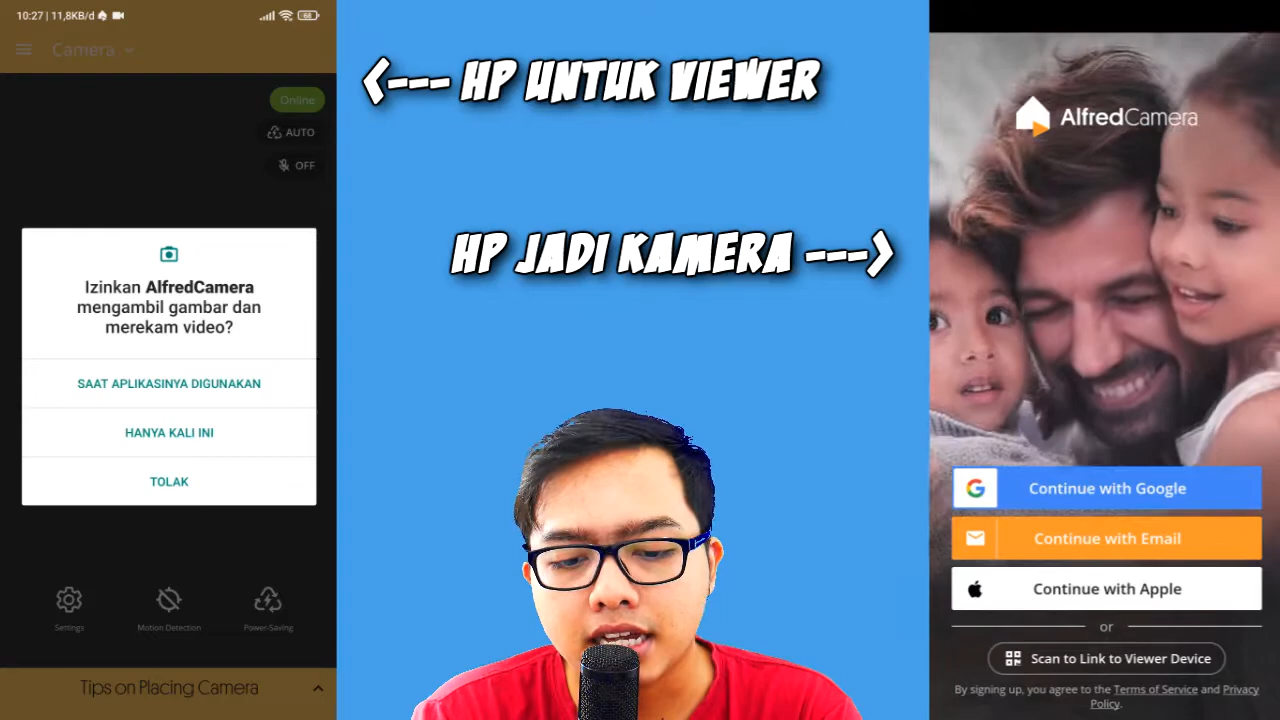 10:27 | 11,8KB/d
68
Camera
Online
AUTO
OFF
Izinkan AlfredCamera
mengambil gambar dan
merekam video?
SAAT APLIKASINYA DIGUNAKAN
HANYA KALI INI
TOLAK
Settings
Motion Detection
Power-Saving
Tips on Placing Camera
<--- HP UNTUK VIEWER
HP JADI KAMERA --->
AlfredCamera
Continue with Google
Continue with Email
Continue with Apple
or
Scan to Link to Viewer Device
By signing up, you agree to the Terms of Service and Privacy
Policy.